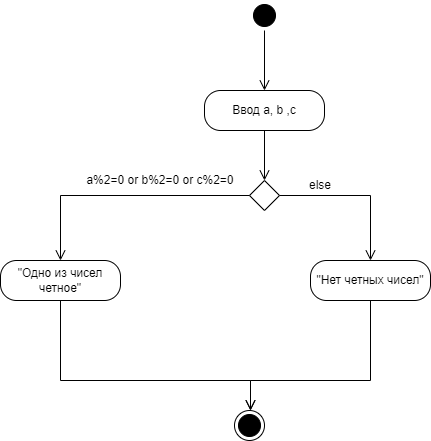 Ввод a, b ,c
a%2=0 or b%2=0 or c%2=0
else
"Одно из чисел
четное"
"Нет четных чисел"